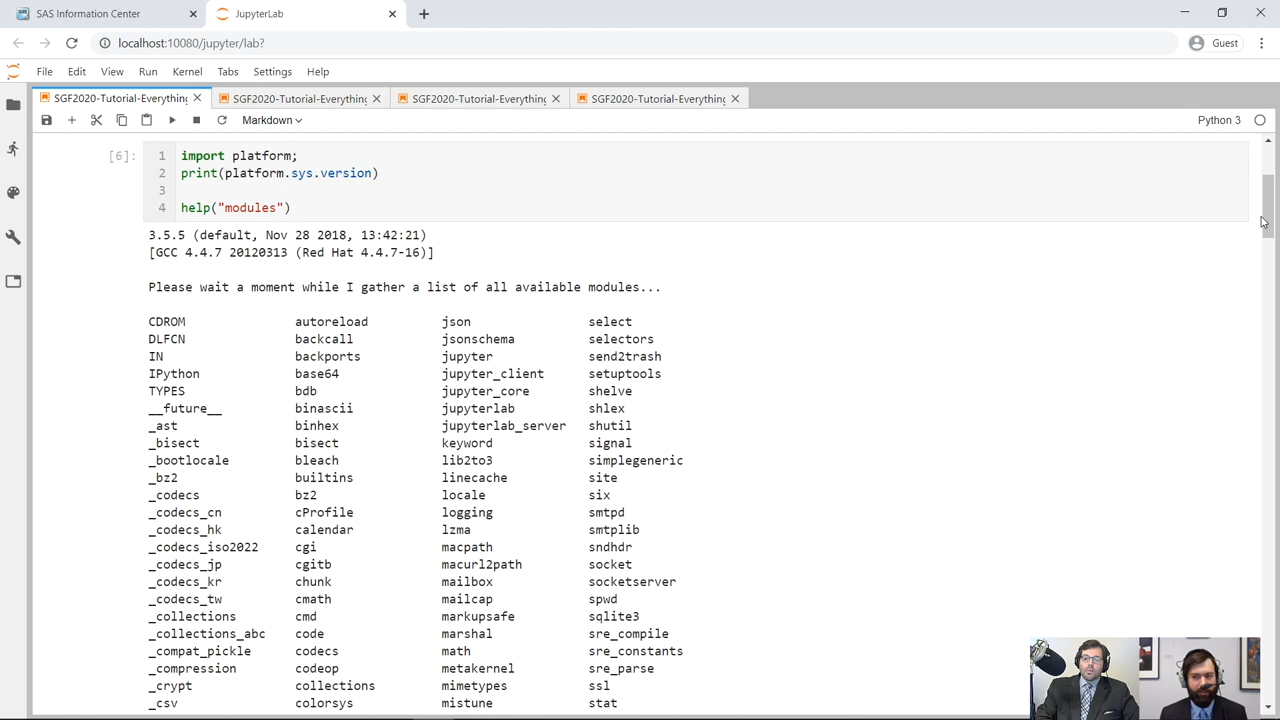 SAS Information Center
JupyterLab
localhost:10080/jupyter/lab?
Guest
File Edit View Run Kernel Tabs Settings Help
SGF2020-Tutorial-Everything SGF2020-Tutorial-Everything SGF2020-Tutorial-Everything SGF2020-Tutorial-Everything
Markdown
Python 3
[6]:
1 import platform;
2 print(platform.sys.version)
3
4 help("modules")
3.5.5 (default, Nov 28 2018, 13:42:21)
[GCC 4.4.7 20120313 (Red Hat 4.4.7-16)]
Please wait a moment while I gather a list of all available modules...
CDROM autoreload json select
DLFCN backcall jsonschema selectors
IN backports jupyter send2trash
IPython base64 jupyter_client setuptools
TYPES bdb jupyter_core shelve
__future__ binascii jupyterlab shlex
_ast binhex jupyterlab_server shutil
_bisect bisect keyword signal
_bootlocale bleach lib2to3 simplegeneric
_bz2 builtins linecache site
_codecs bz2 locale six
_codecs_cn cProfile logging smtpd
_codecs_hk calendar lzma smtplib
_codecs_iso2022 cgi macpath sndhdr
_codecs_jp cgitb macurl2path socket
_codecs_kr chunk mailbox socketserver
_codecs_tw cmath mailcap spwd
_collections cmd markupsafe sqlite3
_collections_abc code marshal sre_compile
_compat_pickle codecs math sre_constants
_compression codeop metakernel sre_parse
_crypt collections mimetypes ssl
_csv colorsys mistune stat